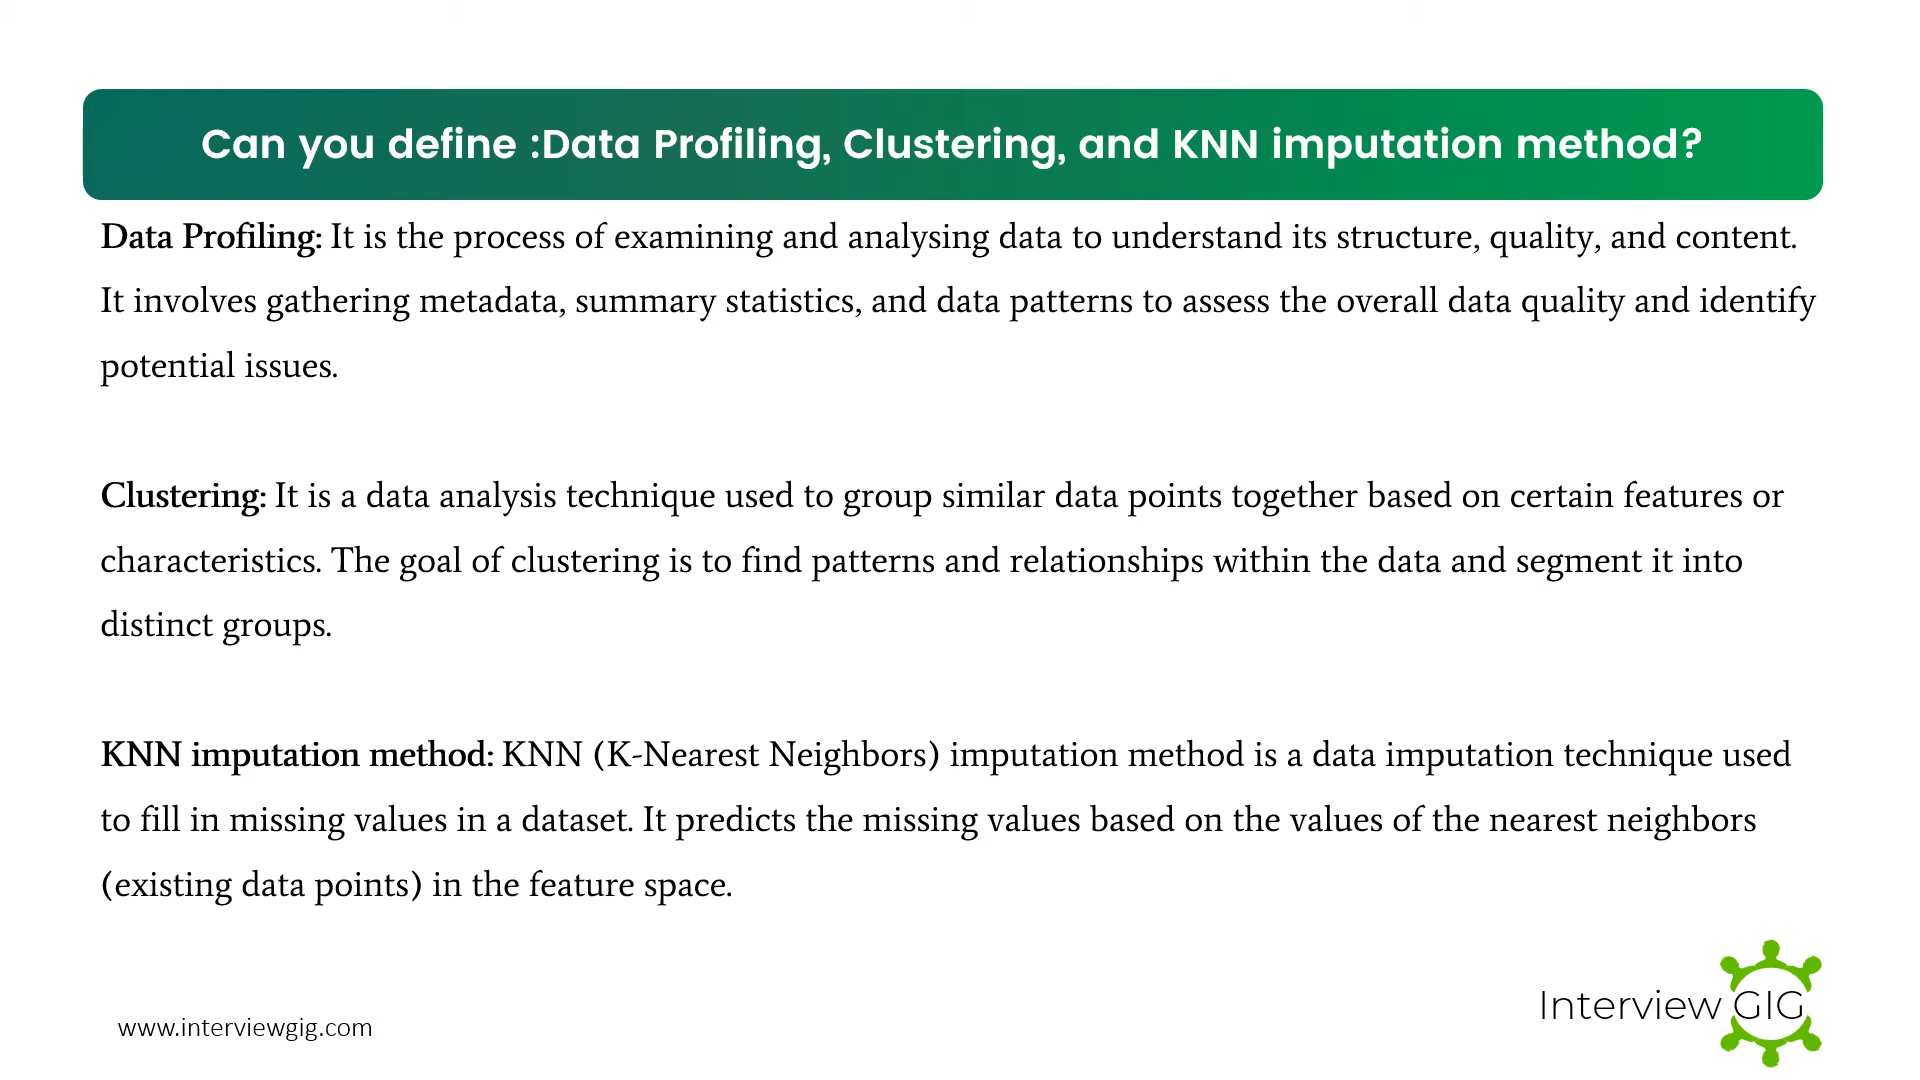 Can you define :Data Profiling, Clustering, and KNN imputation method?
Data Profiling: It is the process of examining and analysing data to understand its structure, quality, and content.
It involves gathering metadata, summary statistics, and data patterns to assess the overall data quality and identify
potential issues.
Clustering: It is a data analysis technique used to group similar data points together based on certain features or
characteristics. The goal of clustering is to find patterns and relationships within the data and segment it into
distinct groups.
KNN imputation method: KNN (K-Nearest Neighbors) imputation method is a data imputation technique used
to fill in missing values in a dataset. It predicts the missing values based on the values of the nearest neighbors
(existing data points) in the feature space.
Interview GIG
www.interviewgig.com